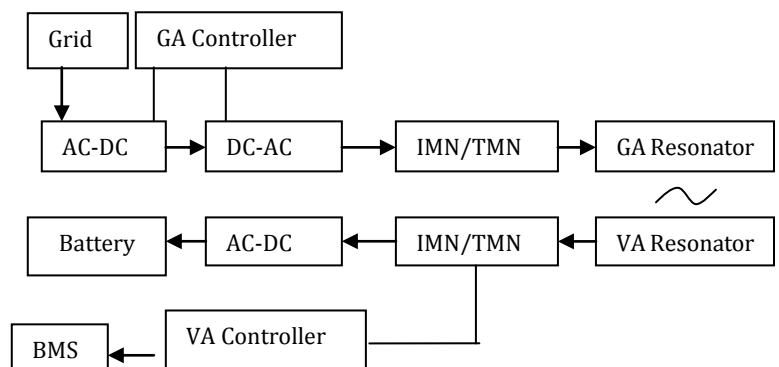 Grid
GA Controller
AC-DC
DC-AC
IMN/TMN
GA Resonator
Battery
AC-DC
IMN/TMN
VA Resonator
BMS
VA Controller